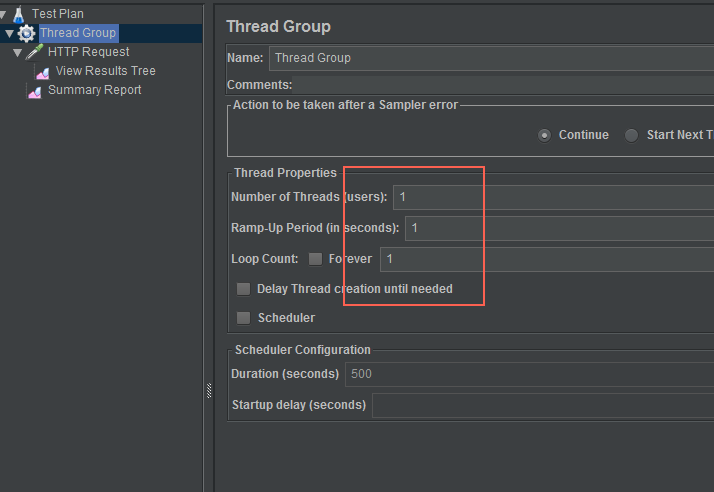 Test Plan
Thread Group
HTTP Request
View Results Tree
Summary Report
Thread Group
Name: Thread Group
Comments:
Action to be taken after a Sampler error
Continue Start Next T
Thread Properties
Number of Threads (users): 1
Ramp-Up Period (in seconds): 1
Loop Count: Forever 1
Delay Thread creation until needed
Scheduler
Scheduler Configuration
Duration (seconds) 500
Startup delay (seconds)